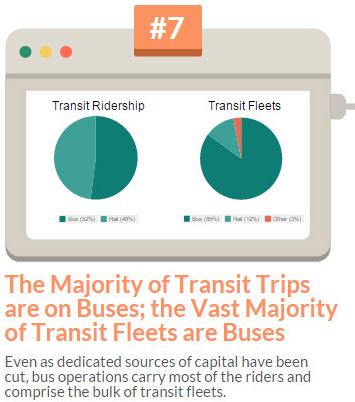 #7
Transit Ridership
Transit Fleets
Bus (52%) Rail (48%)
Bus (85%) Rail (12%) Other (3%)
The Majority of Transit Trips
are on Buses; the Vast Majority
of Transit Fleets are Buses
Even as dedicated sources of capital have been
cut, bus operations carry most of the riders and
comprise the bulk of transit fleets.